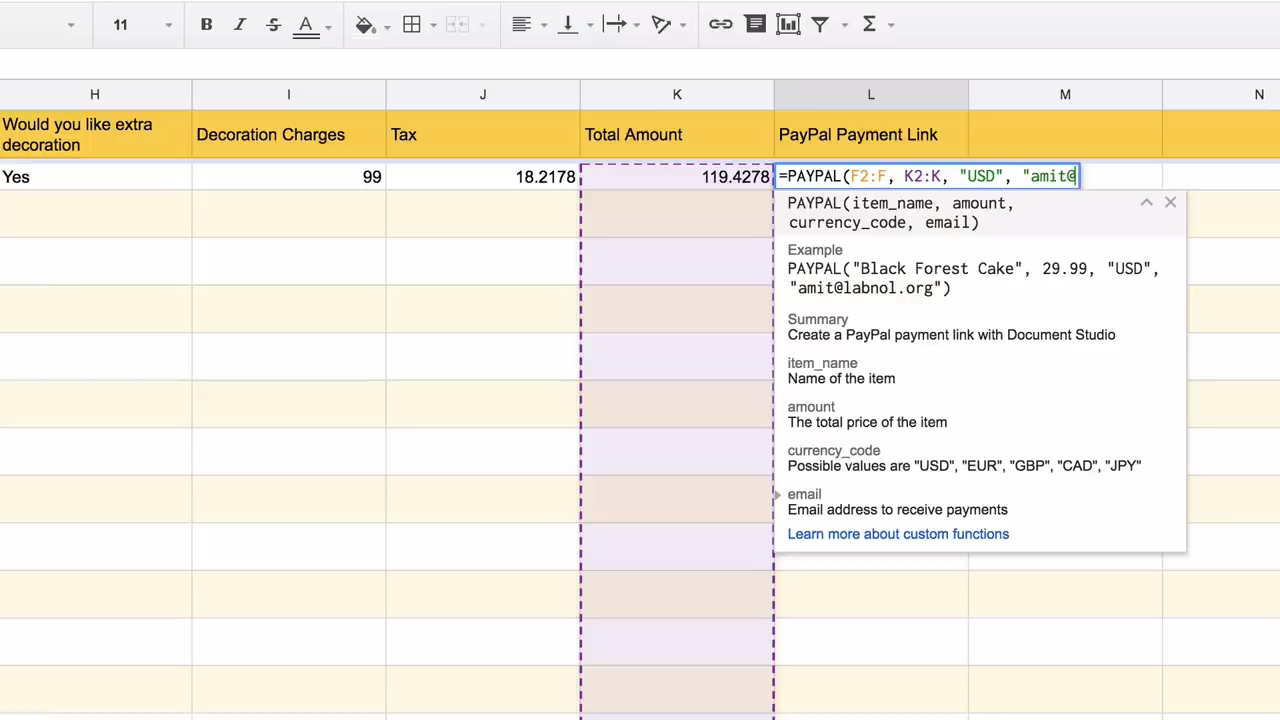 11
B I S A
H I J K L M N
Would you like extra
decoration
Decoration Charges
Tax
Total Amount
PayPal Payment Link
Yes
99
18.2178
119.4278
=PAYPAL(F2:F, K2:K, "USD", "amit@
PAYPAL(item_name, amount,
currency_code, email)
Example
PAYPAL("Black Forest Cake", 29.99, "USD",
"amit@labnol.org")
Summary
Create a PayPal payment link with Document Studio
item_name
Name of the item
amount
The total price of the item
currency_code
Possible values are "USD", "EUR", "GBP", "CAD", "JPY"
email
Email address to receive payments
Learn more about custom functions